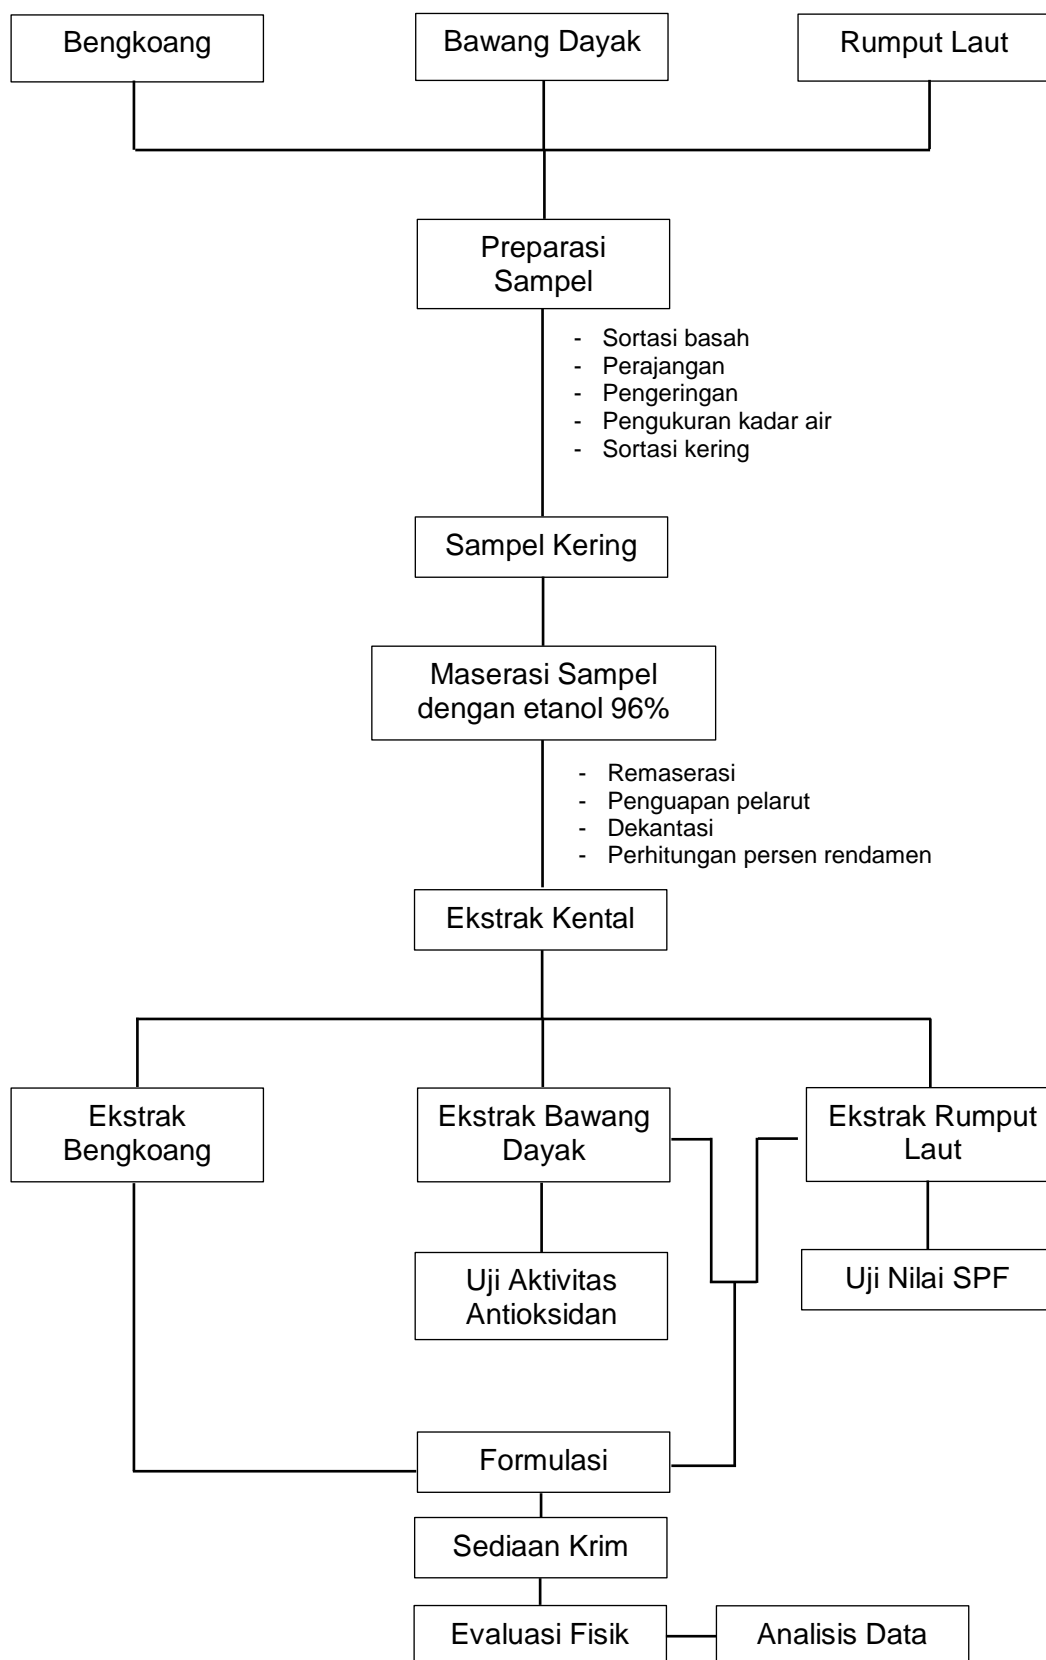 Bengkoang
Bawang Dayak
Rumput Laut
Preparasi
Sampel
- Sortasi basah
- Perajangan
- Pengeringan
- Pengukuran kadar air
- Sortasi kering
Sampel Kering
Maserasi Sampel
dengan etanol 96%
- Remaserasi
- Penguapan pelarut
- Dekantasi
- Perhitungan persen rendamen
Ekstrak Kental
Ekstrak
Bengkoang
Ekstrak Bawang
Dayak
Ekstrak Rumput
Laut
Uji Aktivitas
Antioksidan
Uji Nilai SPF
Formulasi
Sediaan Krim
Evaluasi Fisik
Analisis Data